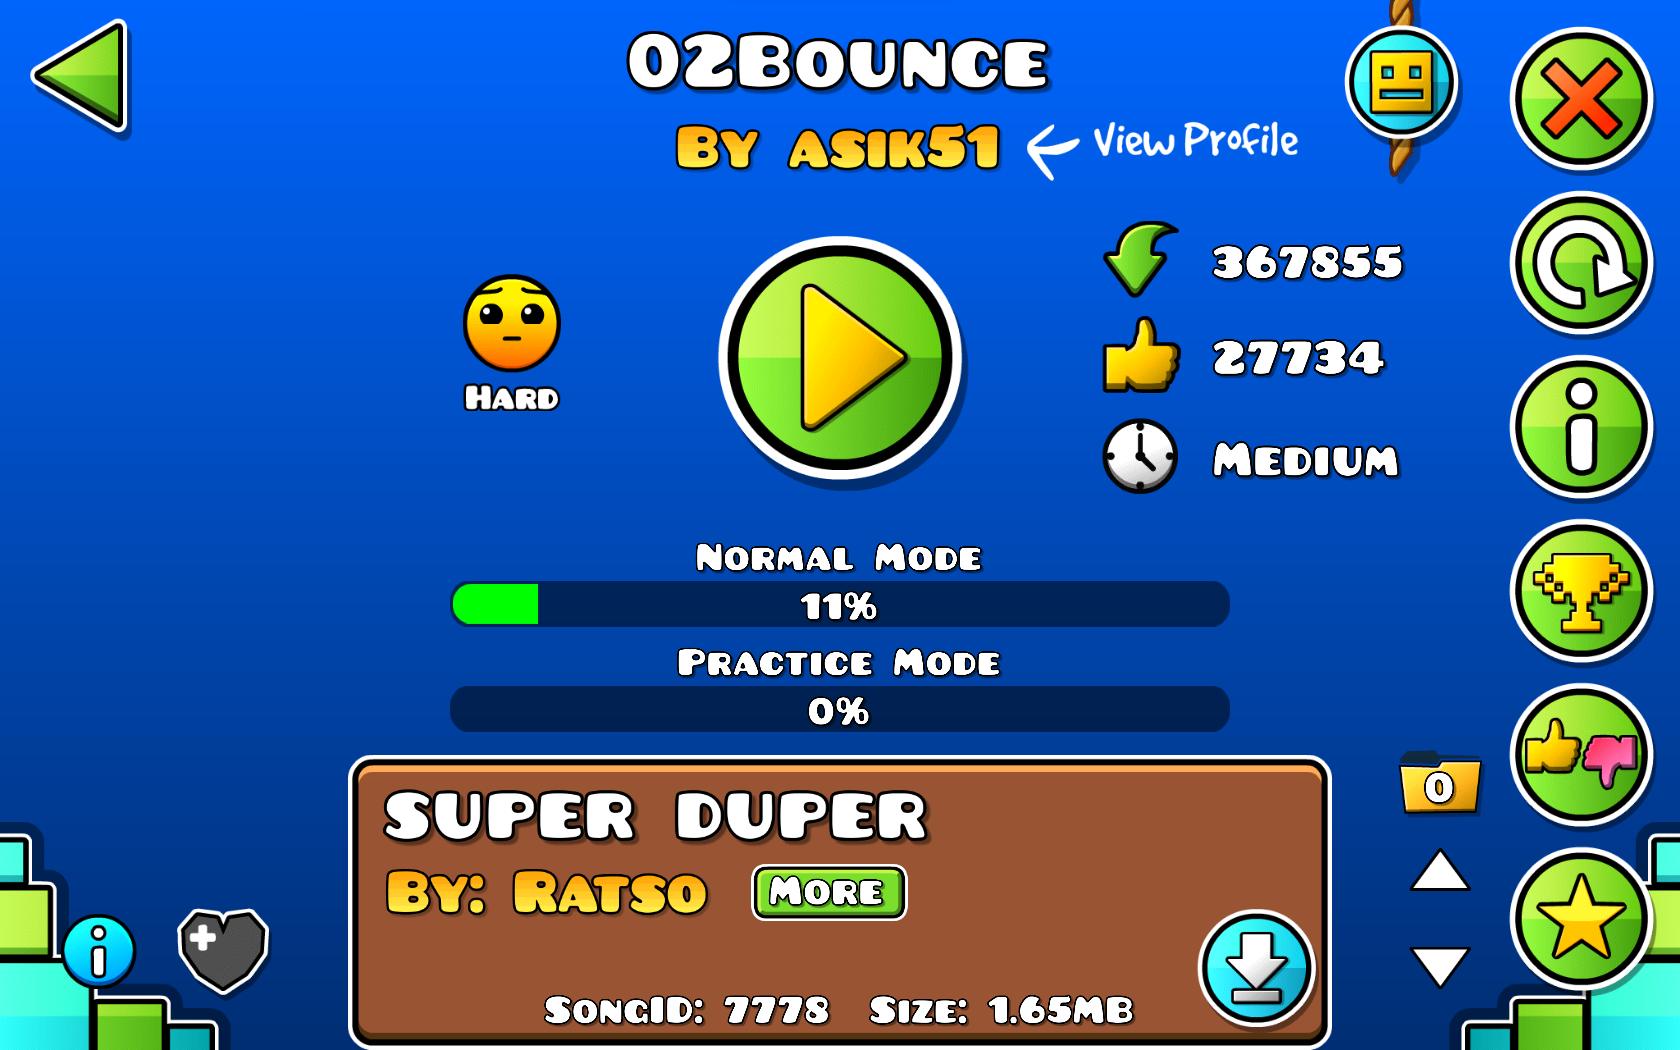 O2Bounce
By asik51
View Profile
367855
Hard
27734
Medium
Normal Mode
11%
Practice Mode
0%
SUPER DUPER
0
By: Ratso
More
SongID: 7778 Size: 1.65MB